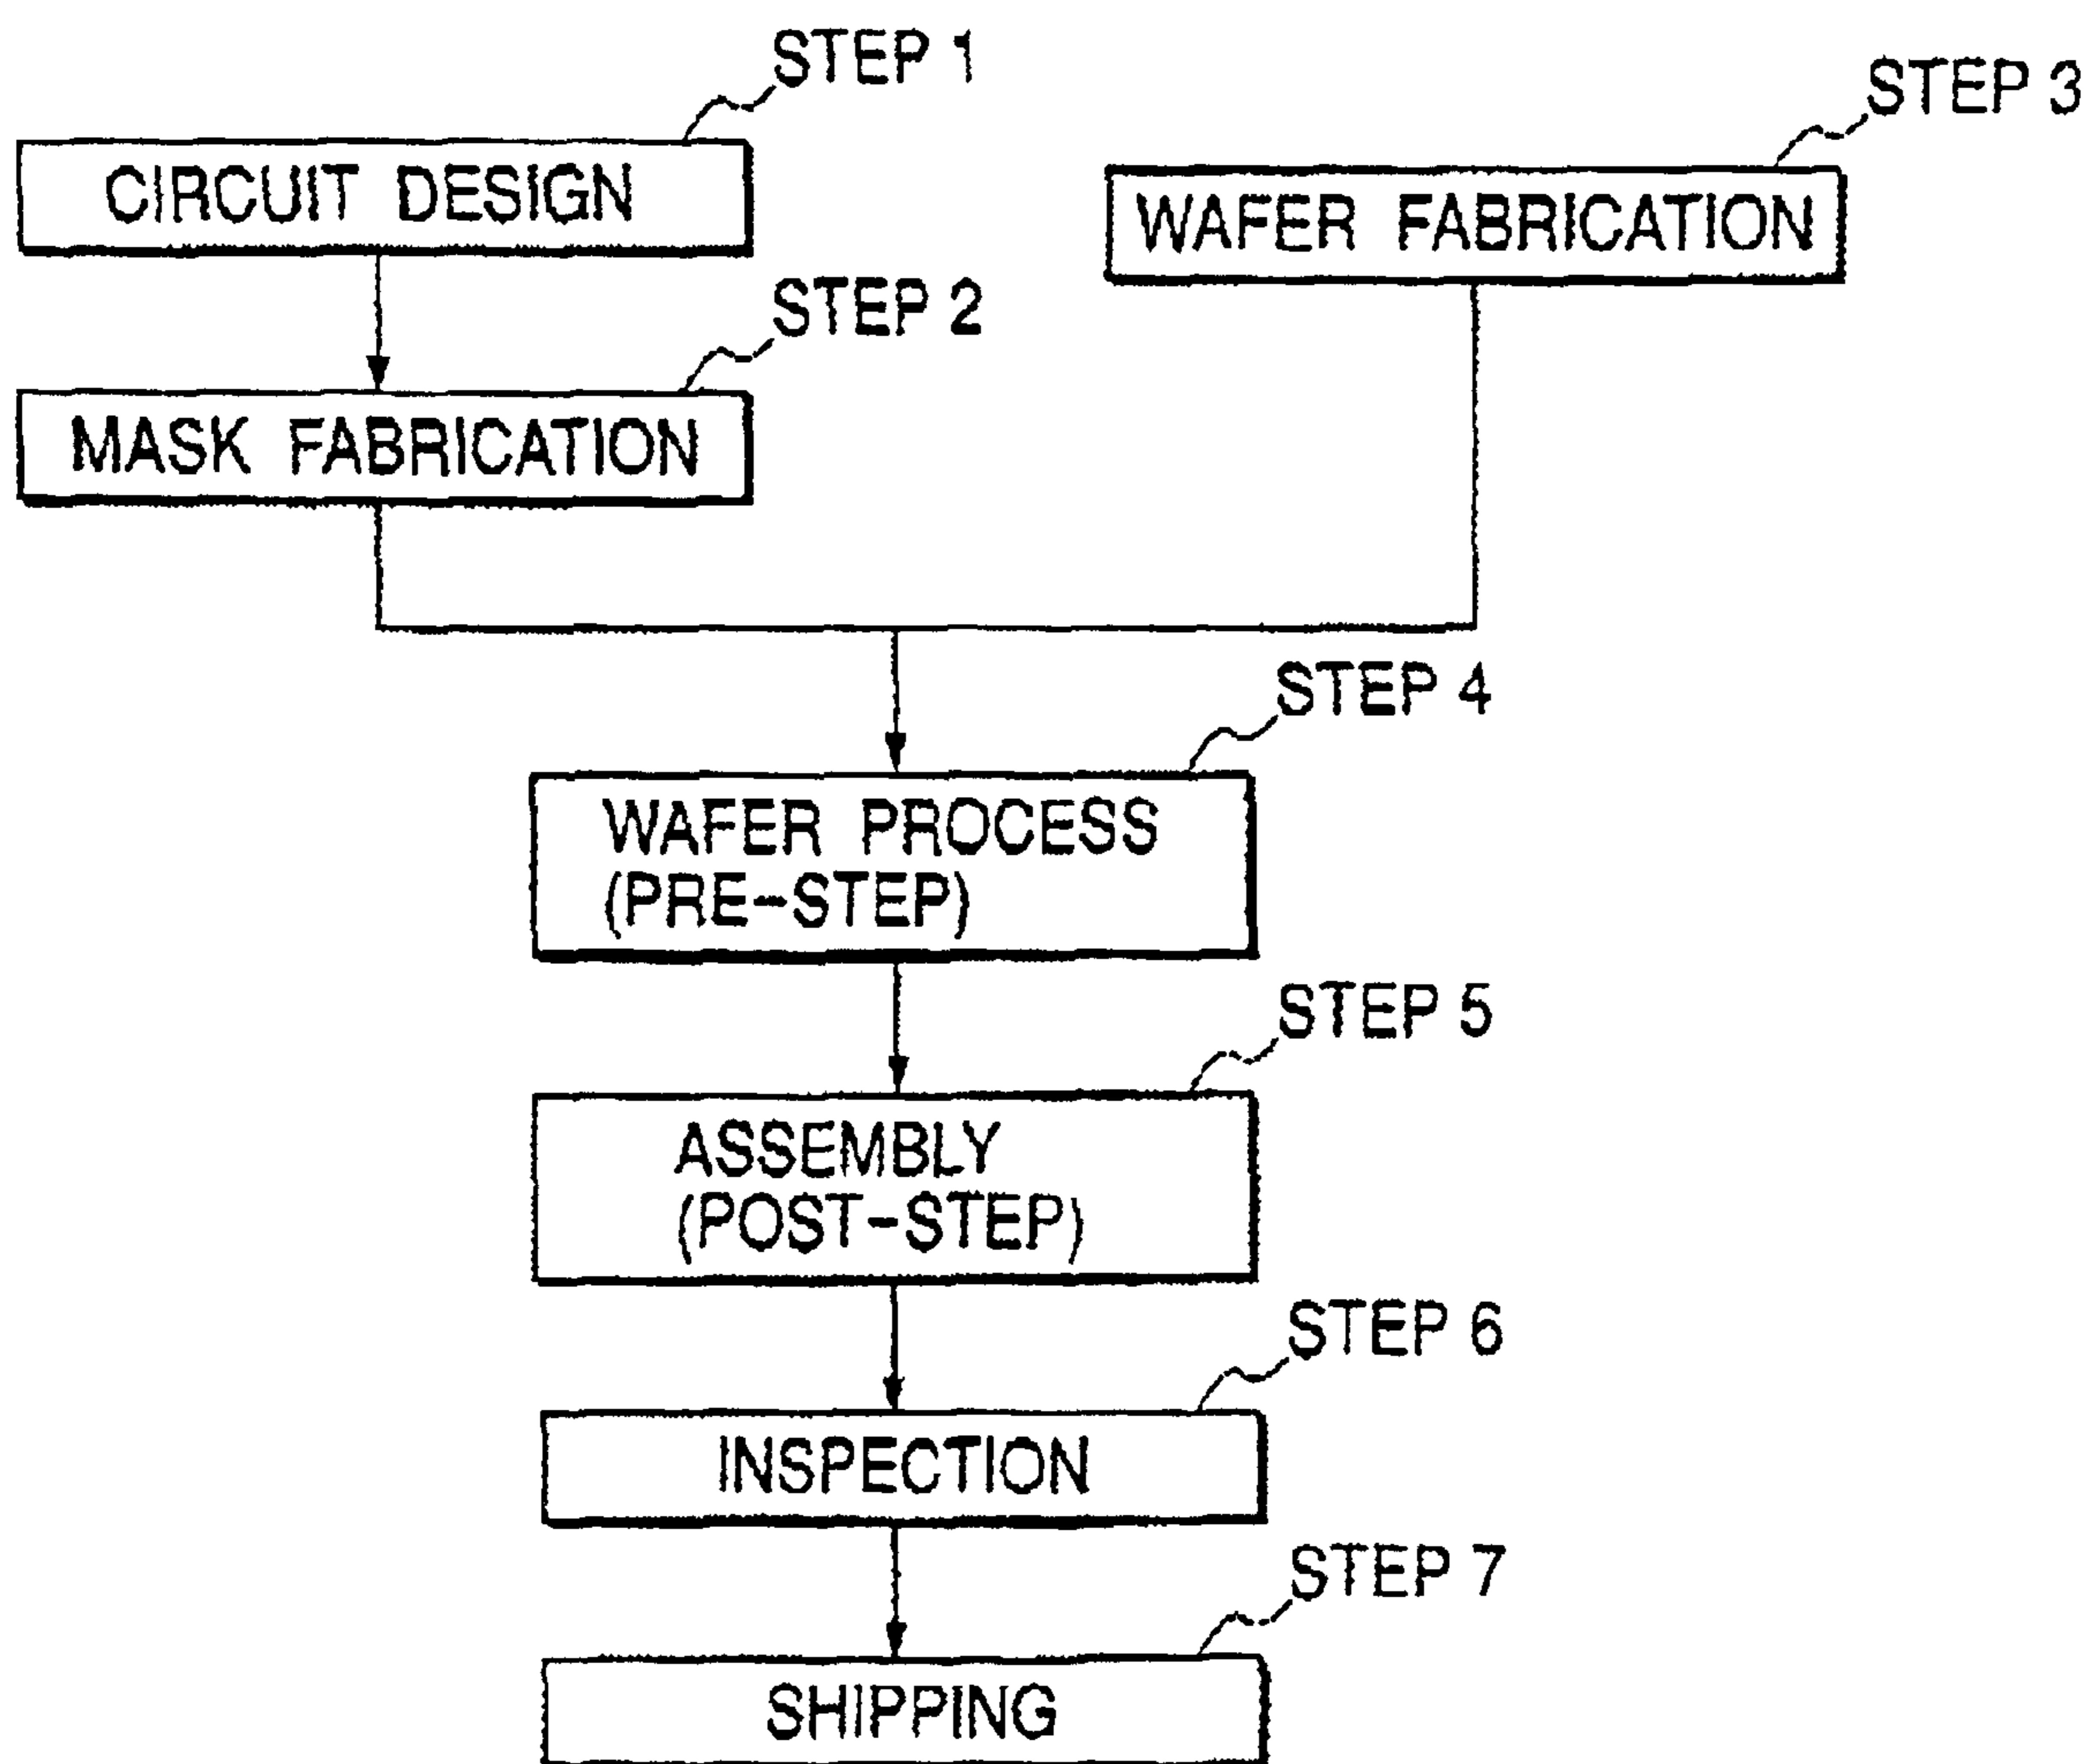 STEP 1
CIRCUIT DESIGN
STEP 3
WAFER FABRICATION
STEP 2
MASK FABRICATION
STEP 4
WAFER PROCESS
(PRE-STEP)
STEP 5
ASSEMBLY
(POST-STEP)
STEP 6
INSPECTION
STEP 7
SHIPPING